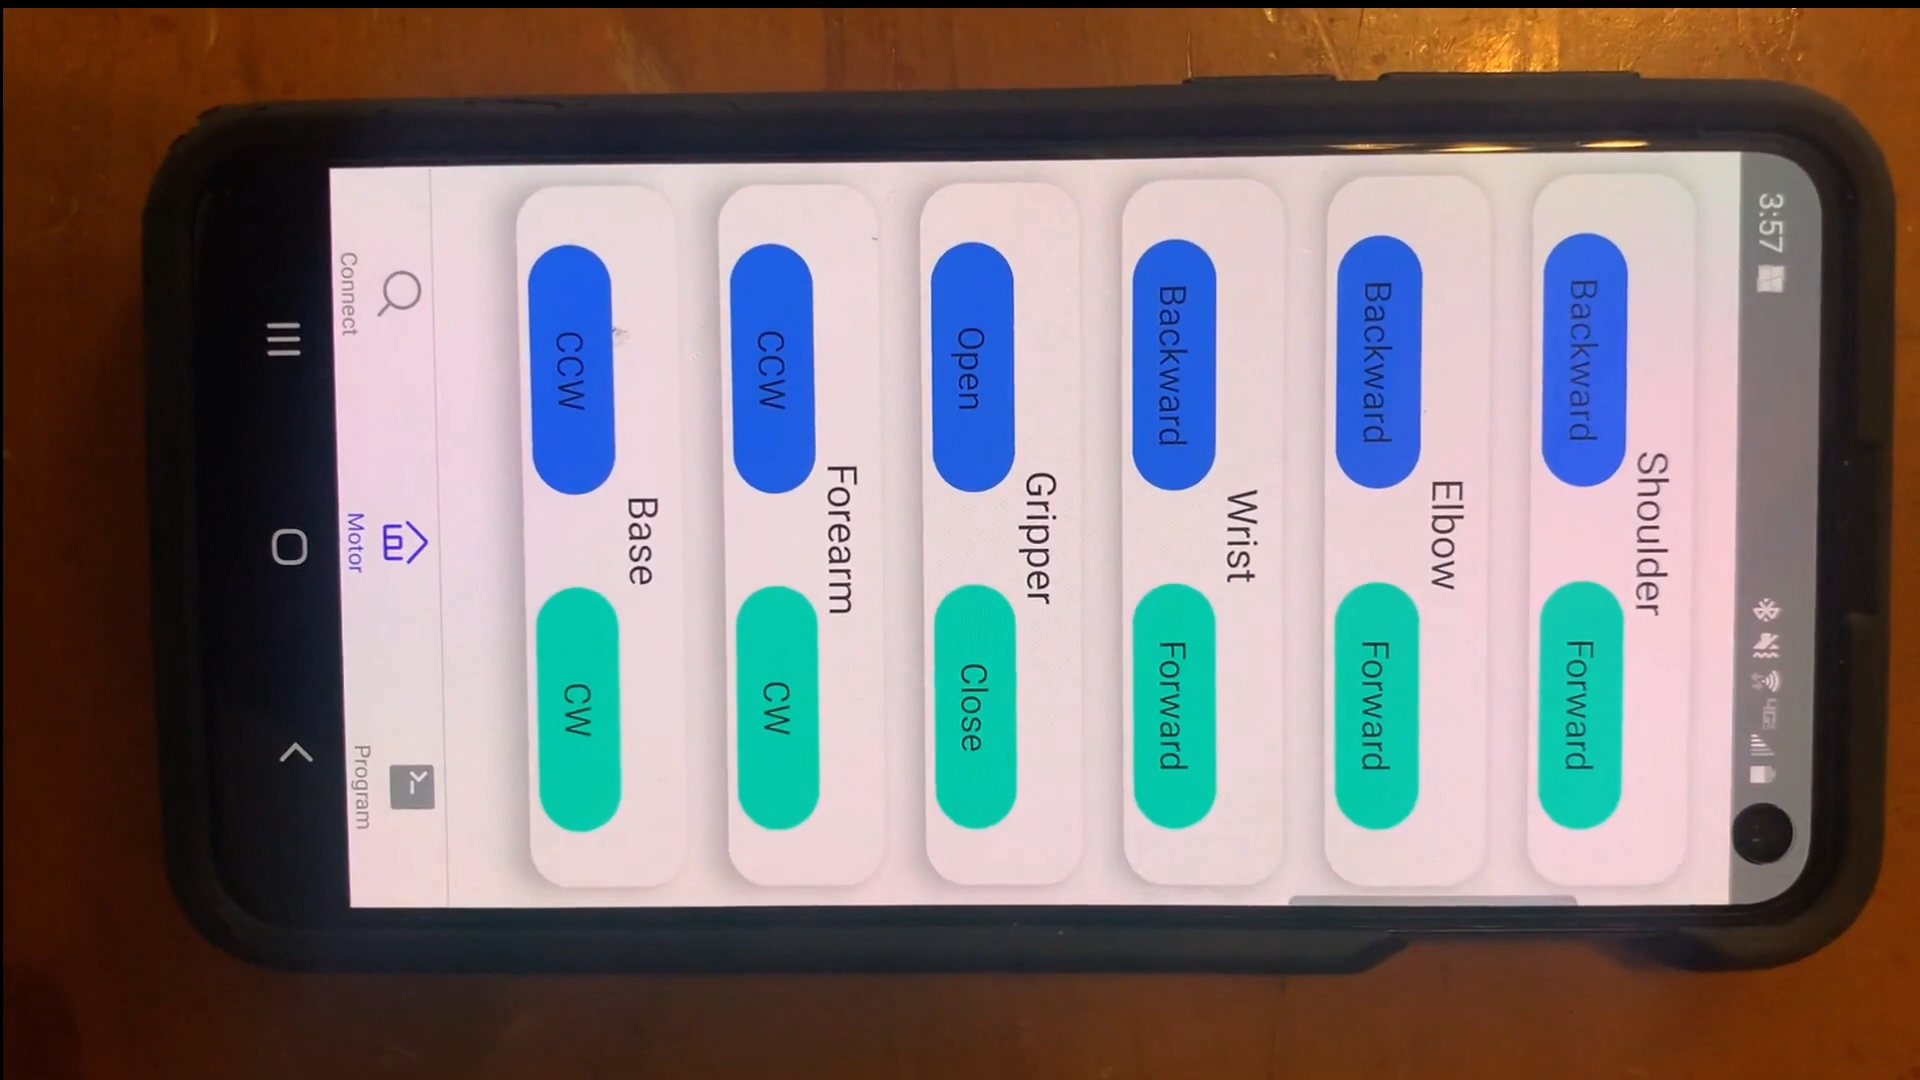 3:57
Shoulder
Backward Forward
Elbow
Backward Forward
Wrist
Backward Forward
Gripper
Open Close
Forearm
CCW CW
Base
CCW CW
Connect Motor Program